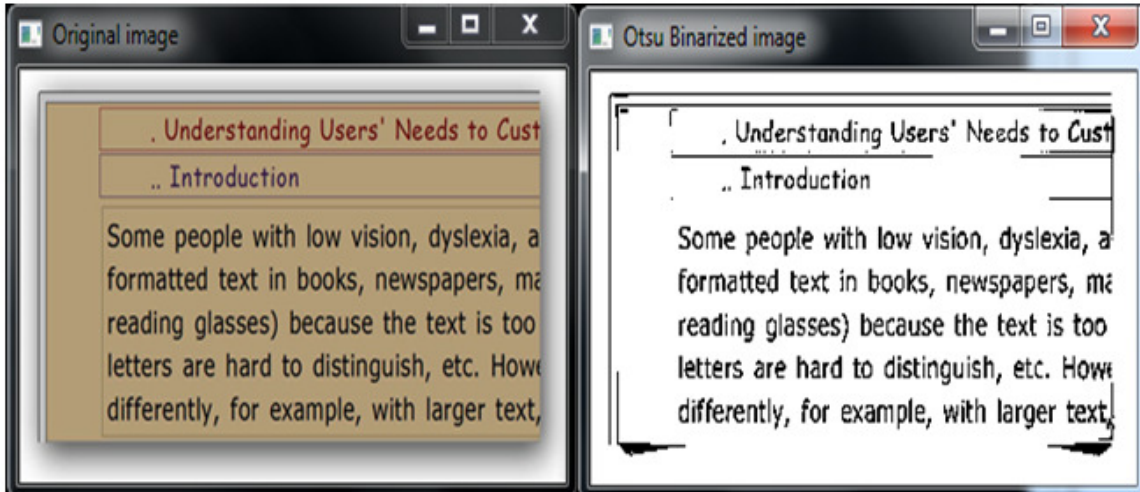 Original image
. Understanding Users' Needs to Cust
.. Introduction
Some people with low vision, dyslexia, a
formatted text in books, newspapers, ma
reading glasses) because the text is too
letters are hard to distinguish, etc. Howe
differently, for example, with larger text,
Otsu Binarized image
. Understanding Users' Needs to Cust
.. Introduction
Some people with low vision, dyslexia, a
formatted text in books, newspapers, ma
reading glasses) because the text is too
letters are hard to distinguish, etc. Howe
differently, for example, with larger text,